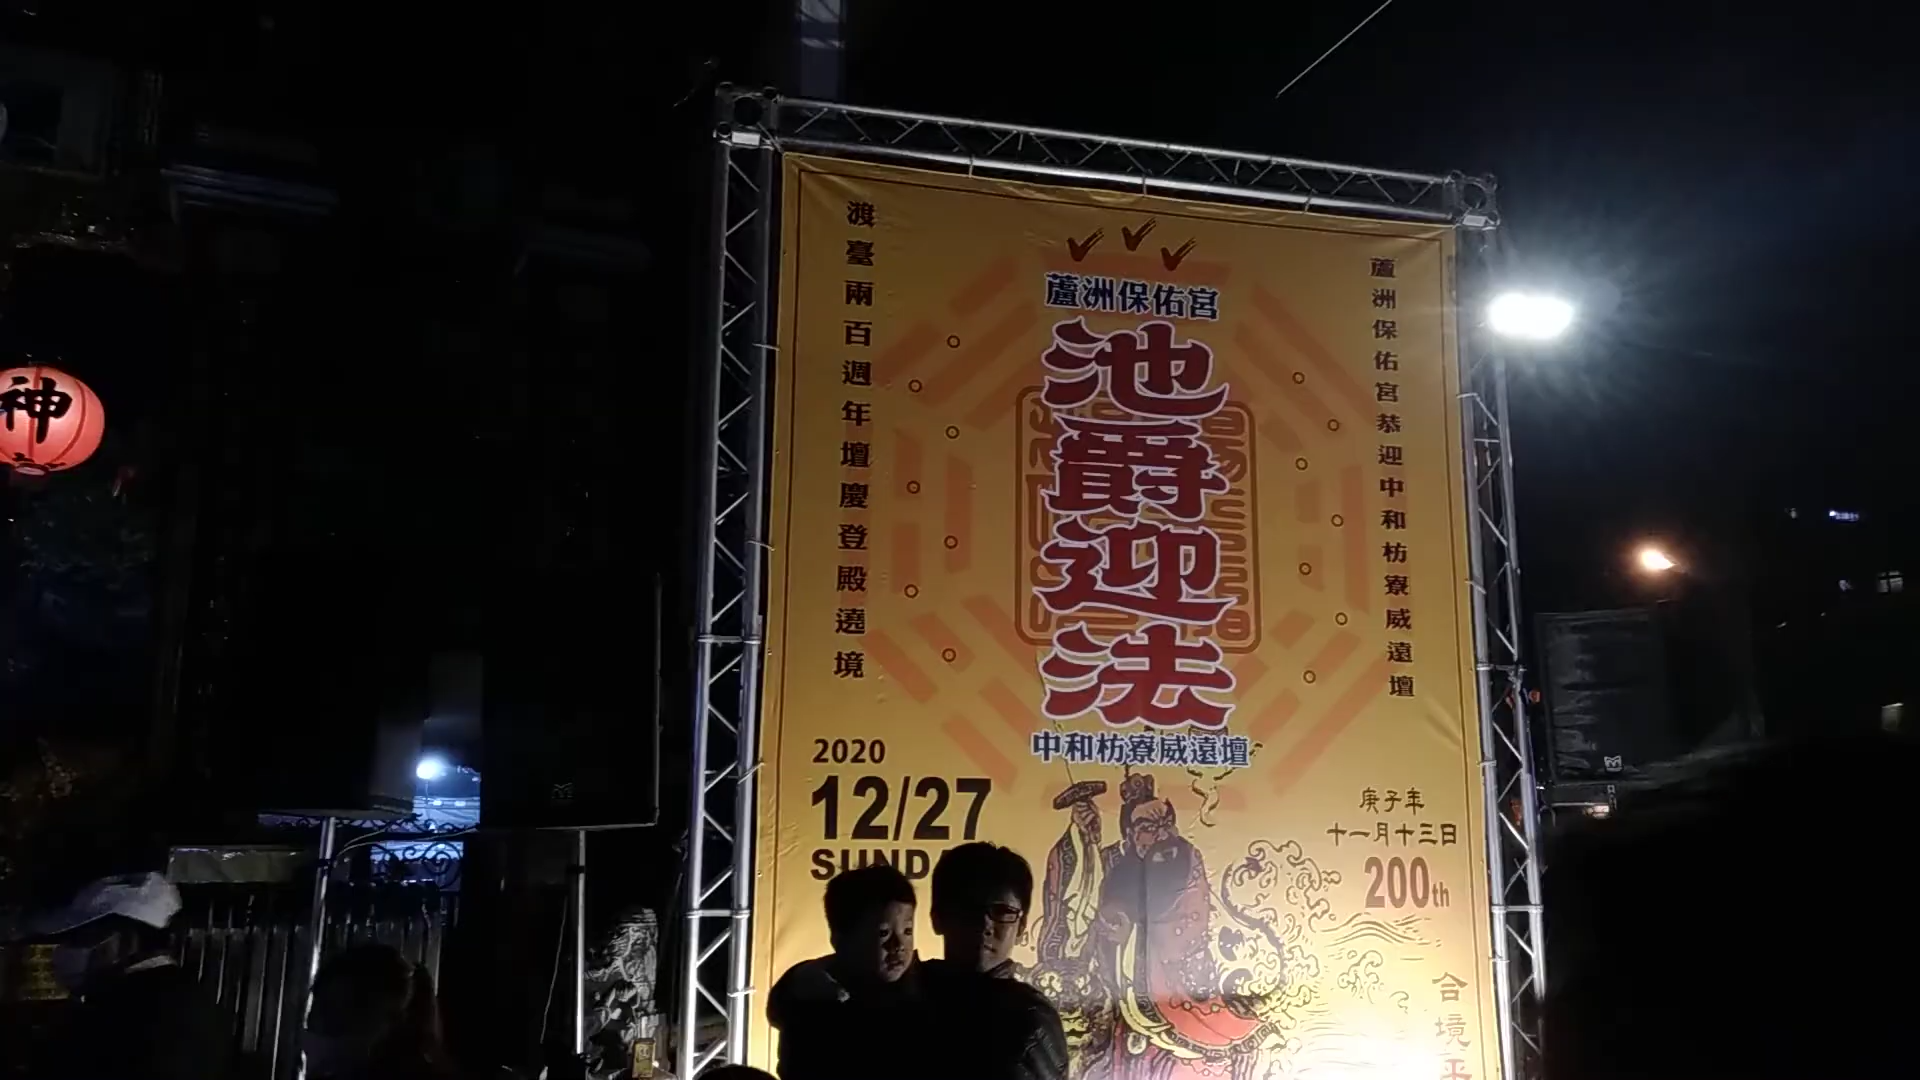 神
蘆洲保佑宮恭迎中和枋寮威遠壇
蘆洲保佑宮
池爵迎法
中和枋寮威遠壇
渡臺兩百週年壇慶登殿遶境
2020
12/27
SUNDA
庚子年
十一月十三日
200th
合境平